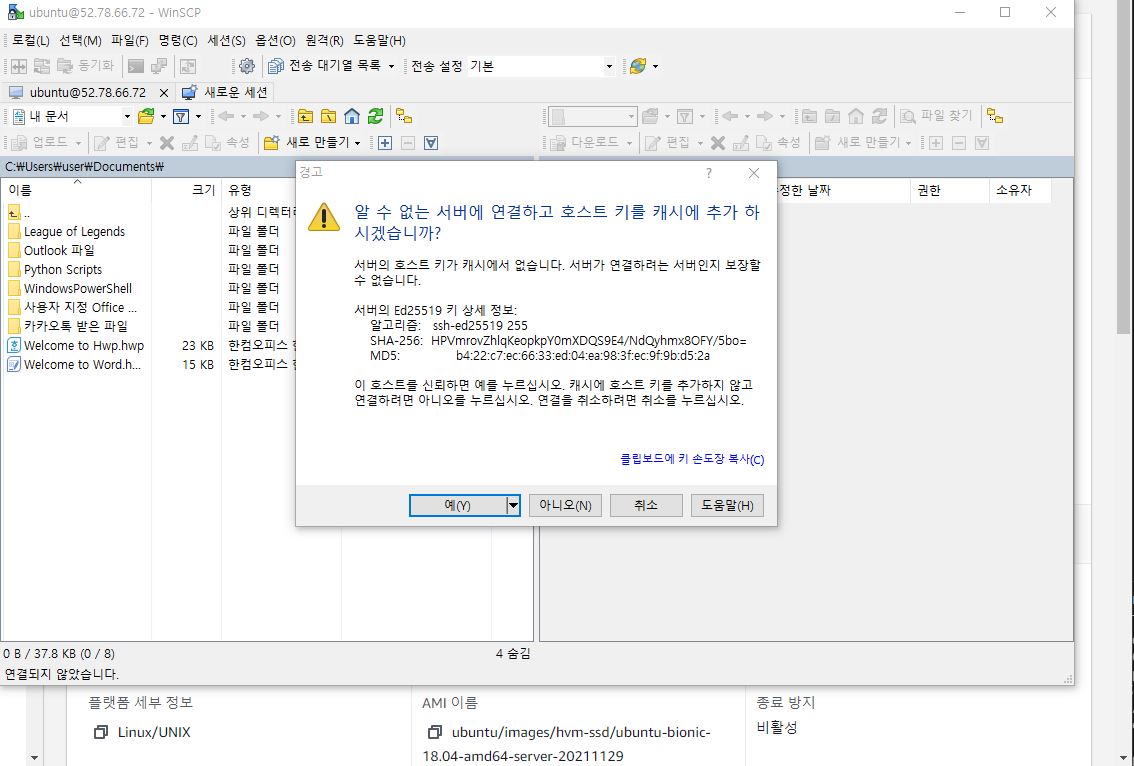 ubuntu@52.78.66.72 - WinSCP
로컬(L) 선택(M) 파일(F) 명령(C) 세션(S) 옵션(O) 원격(R) 도움말(H)
동기화 전송 대기열 목록 전송 설정 기본
ubuntu@52.78.66.72 새로운 세션
내 문서 파일 찾기
업로드 편집 속성 새로 만들기 다운로드 편집 속성 새로 만들기
C:₩Users₩user₩Documents₩
이름 크기 유형 정한 날짜 권한 소유자
.. 상위 디렉터리
League of Legends 파일 폴더
Outlook 파일 파일 폴더
Python Scripts 파일 폴더
WindowsPowerShell 파일 폴더
사용자 지정 Office ... 파일 폴더
카카오톡 받은 파일 파일 폴더
Welcome to Hwp.hwp 23 KB 한컴오피스 한
Welcome to Word.h... 15 KB 한컴오피스 한
경고
알 수 없는 서버에 연결하고 호스트 키를 캐시에 추가 하
시겠습니까?
서버의 호스트 키가 캐시에서 없습니다. 서버가 연결하려는 서버인지 보장할
수 없습니다.
서버의 Ed25519 키 상세 정보:
알고리즘: ssh-ed25519 255
SHA-256: HPVmrovZhlqKeopkpY0mXDQS9E4/NdQyhmx8OFY/5bo=
MD5: b4:22:c7:ec:66:33:ed:04:ea:98:3f:ec:9f:9b:d5:2a
이 호스트를 신뢰하면 예를 누르십시오. 캐시에 호스트 키를 추가하지 않고
연결하려면 아니오를 누르십시오. 연결을 취소하려면 취소를 누르십시오.
클립보드에 키 손도장 복사(C)
예(Y) 아니오(N) 취소 도움말(H)
0 B / 37.8 KB (0 / 8) 4 숨김
연결되지 않았습니다.
플랫폼 세부 정보 AMI 이름 종료 방지
Linux/UNIX ubuntu/images/hvm-ssd/ubuntu-bionic- 비활성
18.04-amd64-server-20211129